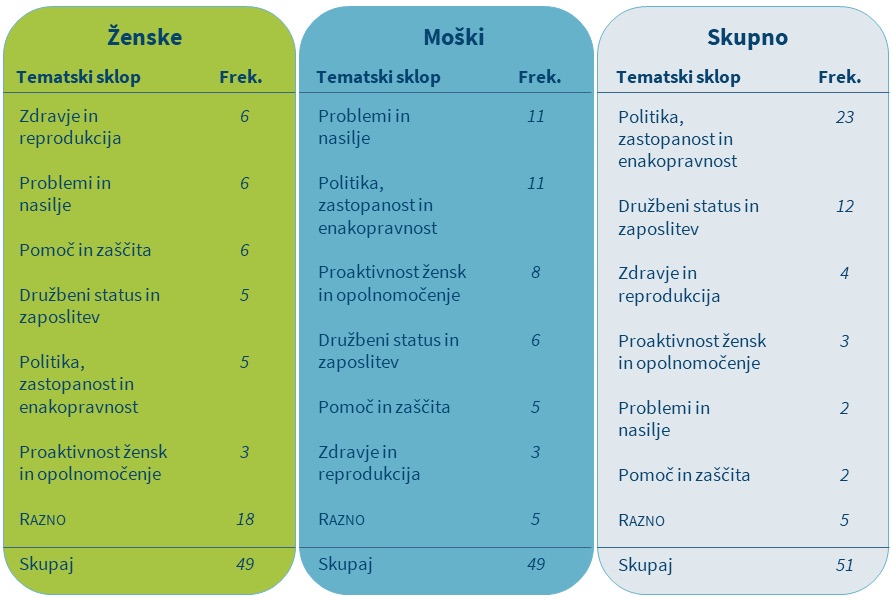 Ženske
Tematski sklop Frek.
Zdravje in 6
reprodukcija
Problemi in 6
nasilje
Pomoč in zaščita 6
Družbeni status in 5
zaposlitev
Politika, 5
zastopanost in
enakopravnost
Proaktivnost žensk 3
in opolnomočenje
RAZNO 18
Skupaj 49
Moški
Tematski sklop Frek.
Problemi in 11
nasilje
Politika, 11
zastopanost in
enakopravnost
Proaktivnost žensk 8
in opolnomočenje
Družbeni status in 6
zaposlitev
Pomoč in zaščita 5
Zdravje in 3
reprodukcija
RAZNO 5
Skupaj 49
Skupno
Tematski sklop Frek.
Politika, 23
zastopanost in
enakopravnost
Družbeni status in 12
zaposlitev
Zdravje in 4
reprodukcija
Proaktivnost žensk 3
in opolnomočenje
Problemi in 2
nasilje
Pomoč in zaščita 2
RAZNO 5
Skupaj 51